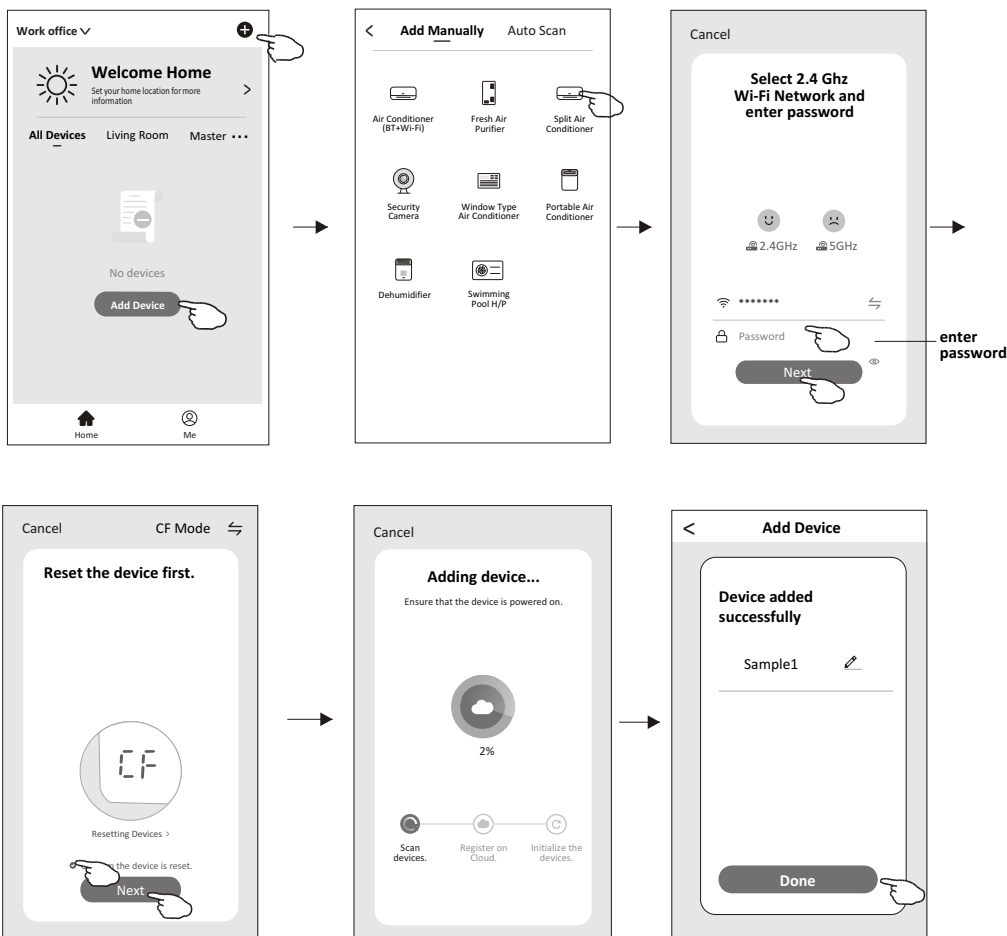 Work office
Welcome Home
Set your home location for more
information
All Devices Living Room Master
No devices
Add Device
Home Me
Add Manually Auto Scan
Air Conditioner
(BT+Wi-Fi)
Fresh Air
Purifier
Split Air
Conditioner
Security
Camera
Window Type
Air Conditioner
Portable Air
Conditioner
Dehumidifier
Swimming
Pool H/P
Cancel
Select 2.4 Ghz
Wi-Fi Network and
enter password
2.4GHz 5GHz
*******
Password
Next
enter
password
Cancel CF Mode
Reset the device first.
CF
Resetting Devices >
the device is reset.
Next
Cancel
Adding device...
Ensure that the device is powered on.
2%
Scan
devices.
Register on
Cloud.
Initialize the
devices.
< Add Device
Device added
successfully
Sample1
Done